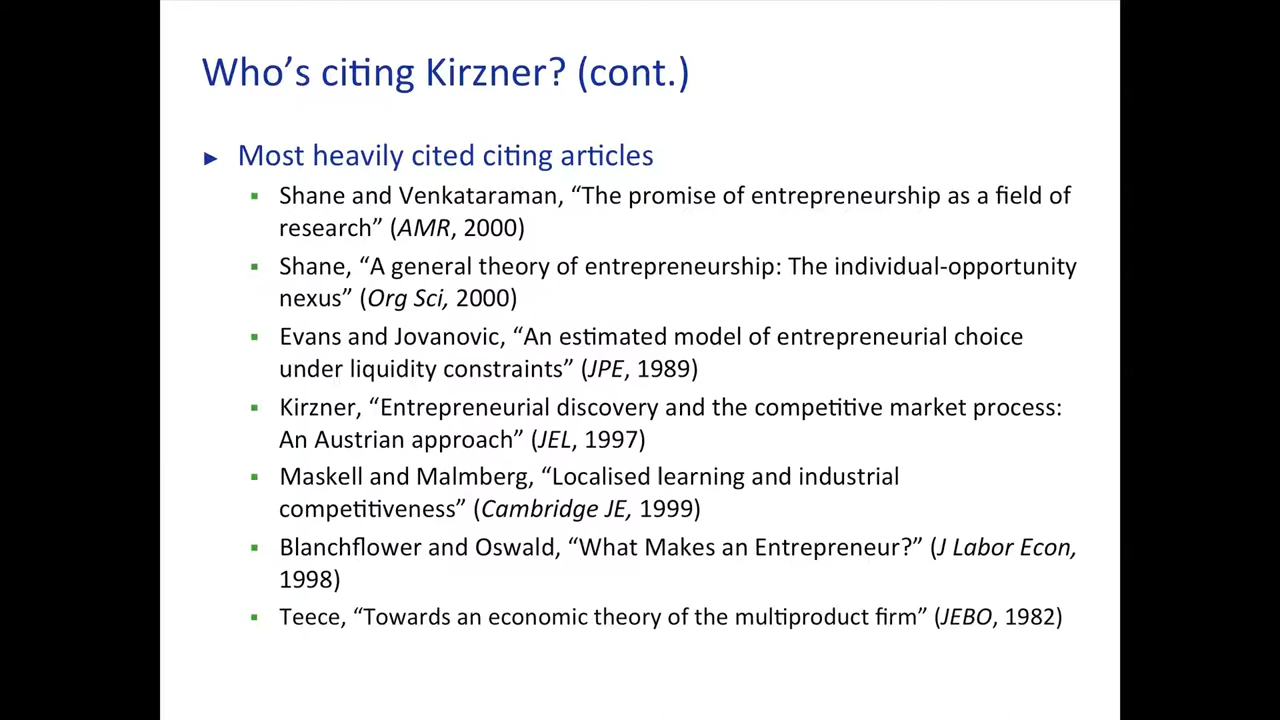 Who’s citing Kirzner? (cont.)
► Most heavily cited citing articles
▪ Shane and Venkataraman, “The promise of entrepreneurship as a field of
research” (AMR, 2000)
▪ Shane, “A general theory of entrepreneurship: The individual-opportunity
nexus” (Org Sci, 2000)
▪ Evans and Jovanovic, “An estimated model of entrepreneurial choice
under liquidity constraints” (JPE, 1989)
▪ Kirzner, “Entrepreneurial discovery and the competitive market process:
An Austrian approach” (JEL, 1997)
▪ Maskell and Malmberg, “Localised learning and industrial
competitiveness” (Cambridge JE, 1999)
▪ Blanchflower and Oswald, “What Makes an Entrepreneur?” (J Labor Econ,
1998)
▪ Teece, “Towards an economic theory of the multiproduct firm” (JEBO, 1982)